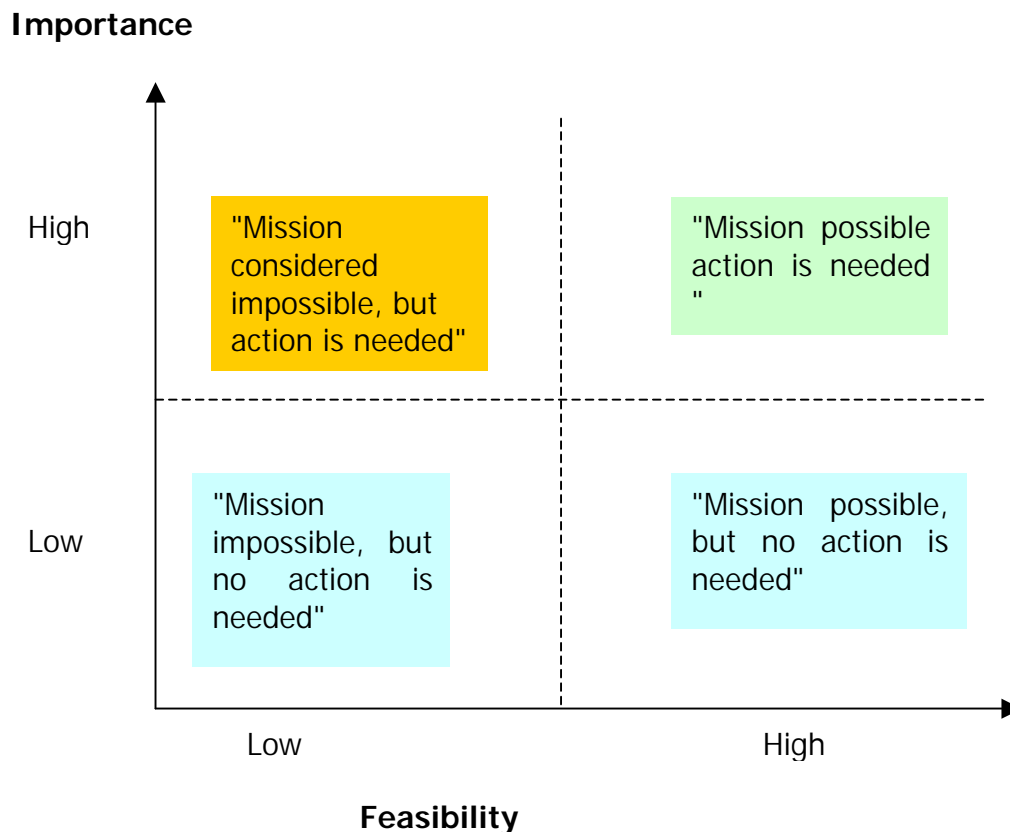 Importance
High
"Mission
considered
impossible, but
action is needed"
"Mission possible
action is needed
"
Low
"Mission
impossible, but
no action is
needed"
"Mission possible,
but no action is
needed"
Low
High
Feasibility